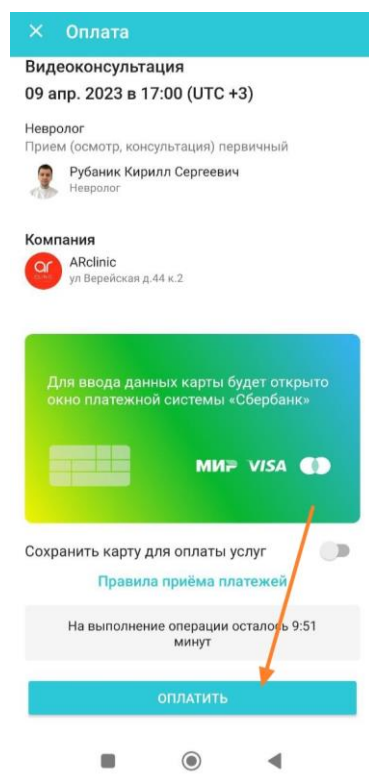 Оплата
Видеоконсультация
09 апр. 2023 в 17:00 (UTC +3)
Невролог
Прием (осмотр, консультация) первичный
Рубаник Кирилл Сергеевич
Невролог
Компания
ar
CLINIC
ARclinic
ул Верейская д.44 к.2
Для ввода данных карты будет открыто
окно платежной системы «Сбербанк»
МИР VISA
Сохранить карту для оплаты услуг
Правила приёма платежей
На выполнение операции осталось 9:51
минут
ОПЛАТИТЬ